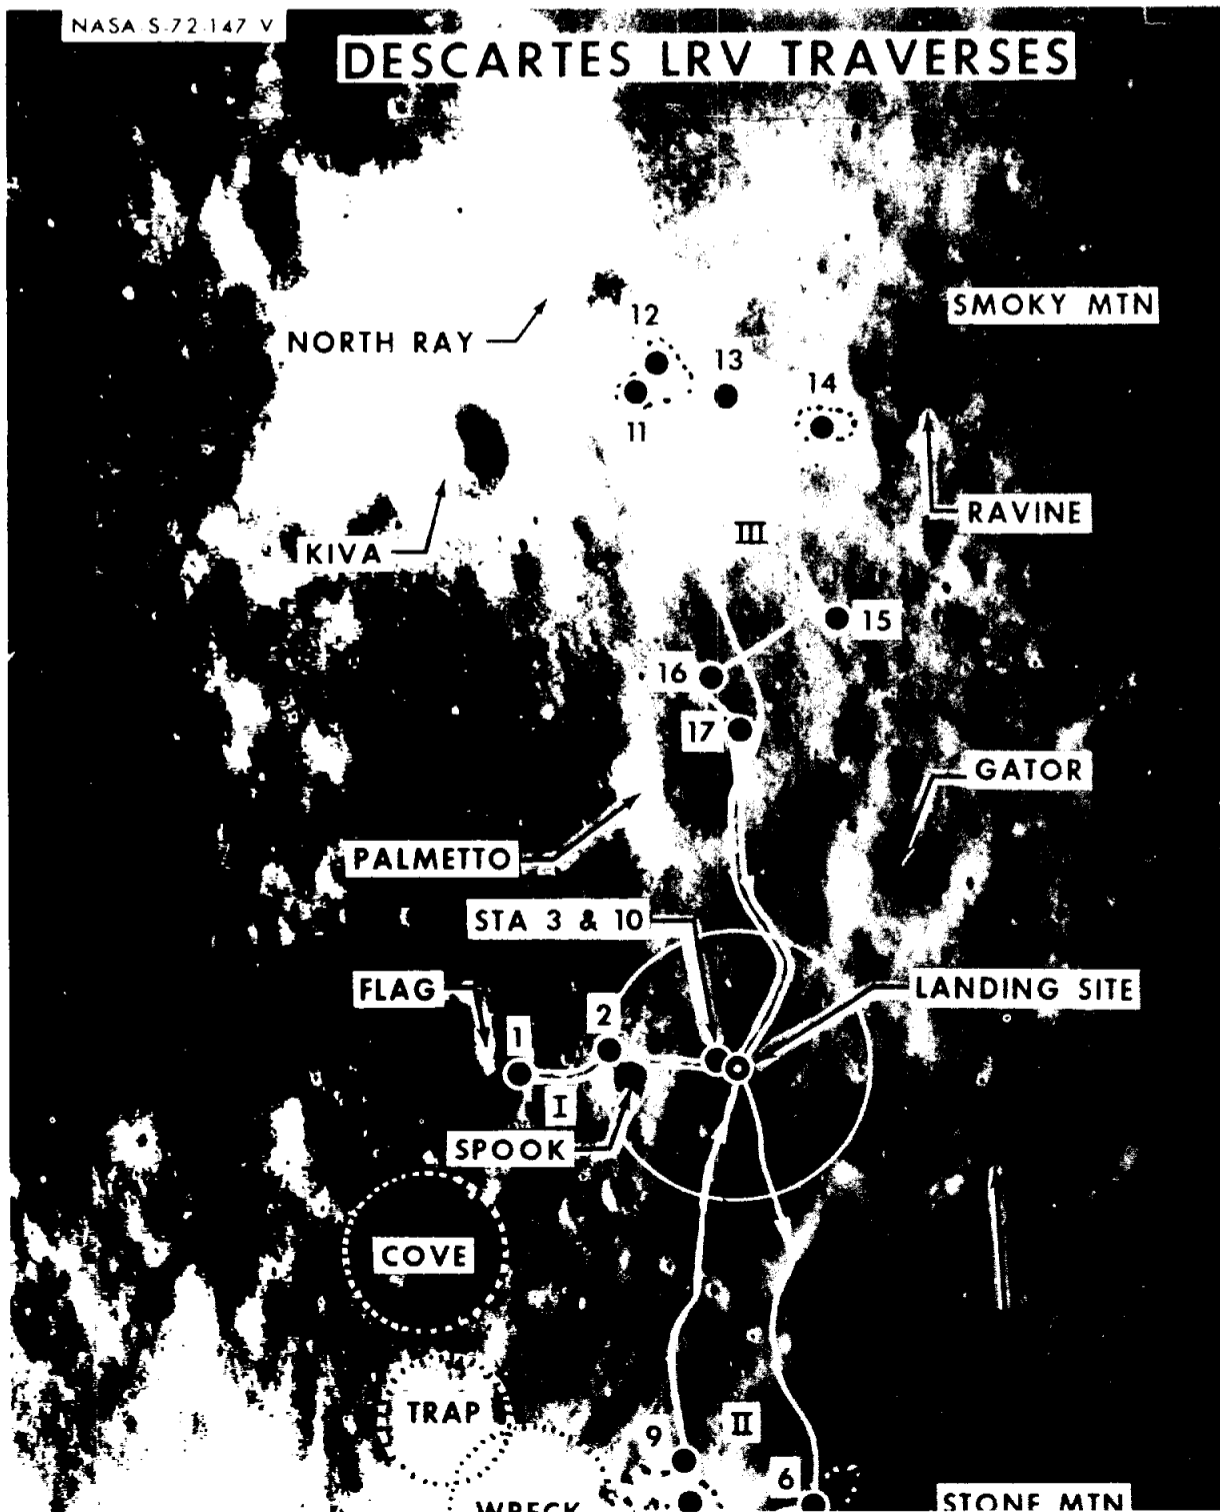 NASA S-72-147 V
DESCARTES LRV TRAVERSES
SMOKY MTN
NORTH RAY
12
13
14
11
RAVINE
III
KIVA
15
16
17
GATOR
PALMETTO
STA 3 & 10
FLAG
LANDING SITE
2
1
I
SPOOK
COVE
TRAP
II
9
6
WRECK
STONE MTN